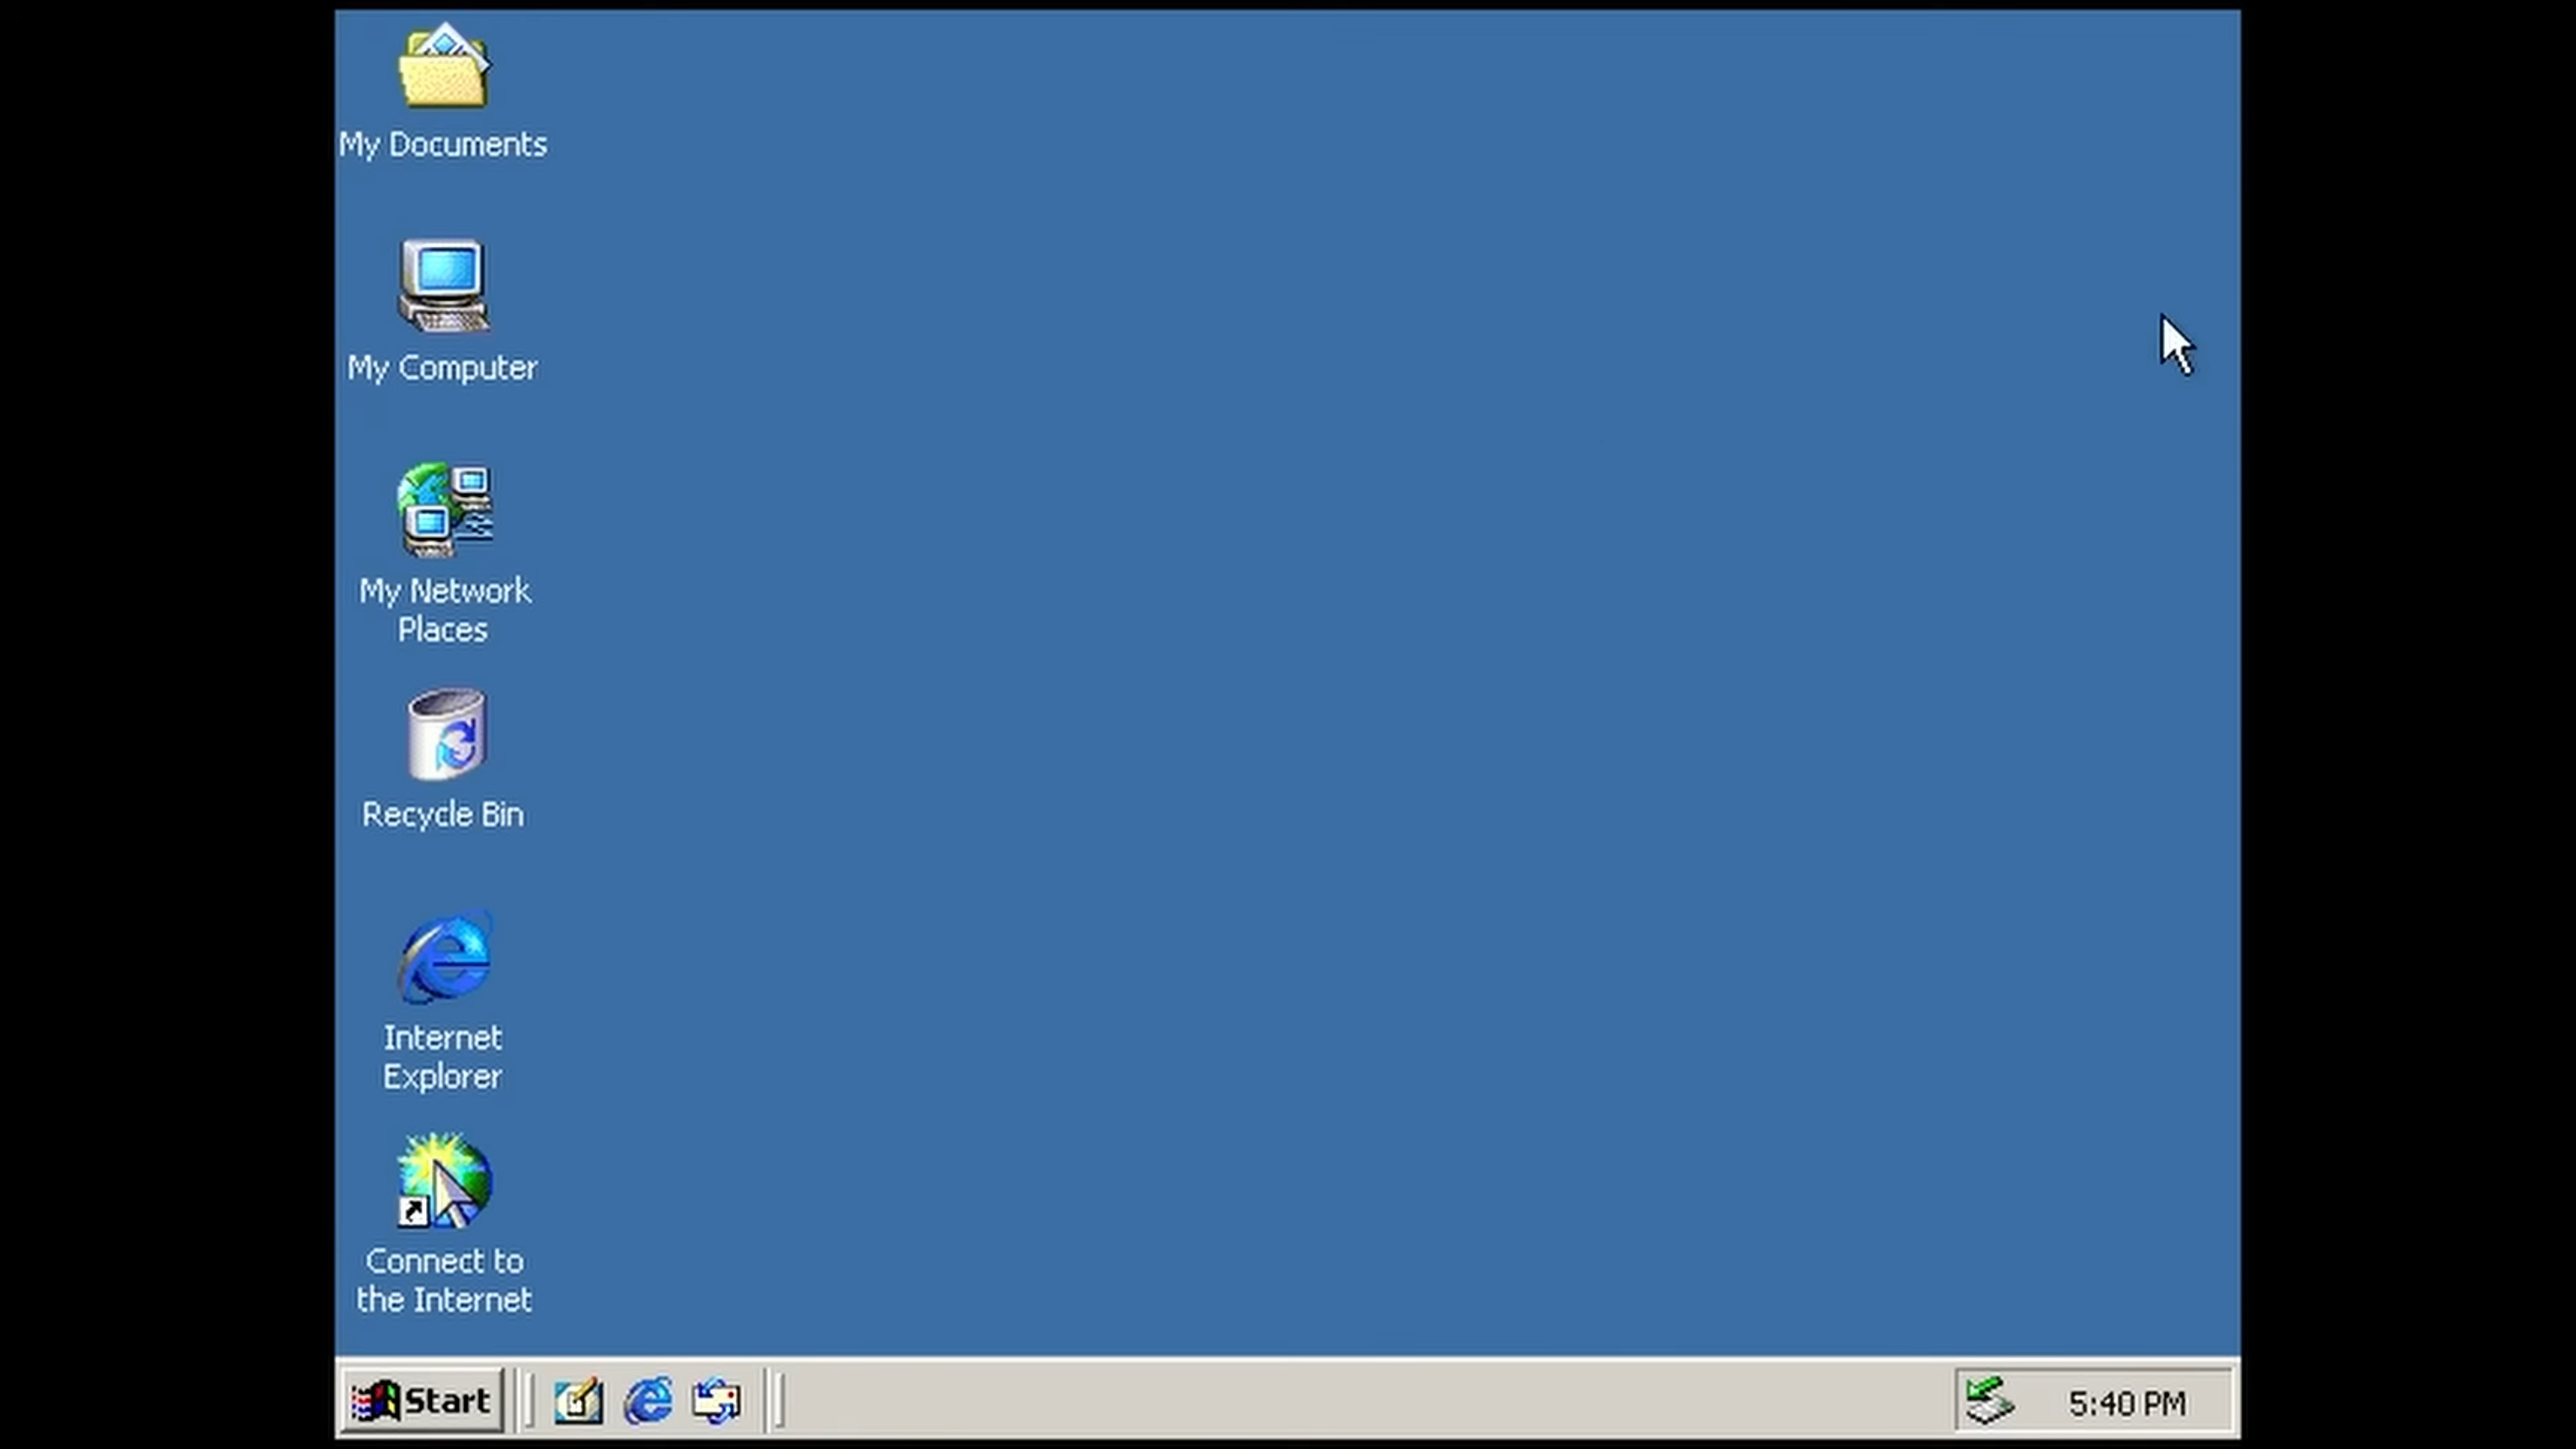 My Documents
My Computer
My Network
Places
Recycle Bin
Internet
Explorer
Connect to
the Internet
Start
5:40 PM